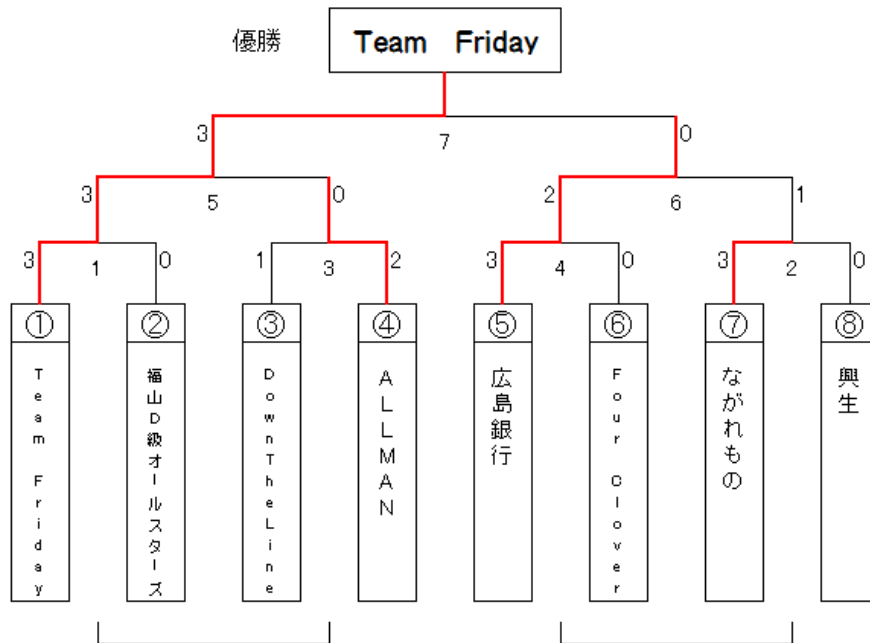 優勝
Team Friday
3 0
7
3 0 2 1
5 6
3 0 1 2 3 0 3 0
1 3 4 2
① ② ③ ④ ⑤ ⑥ ⑦ ⑧
Team Friday
福山D級オールスターズ
DownTheLine
ALLMAN
広島銀行
Four Clover
ながれもの
興生